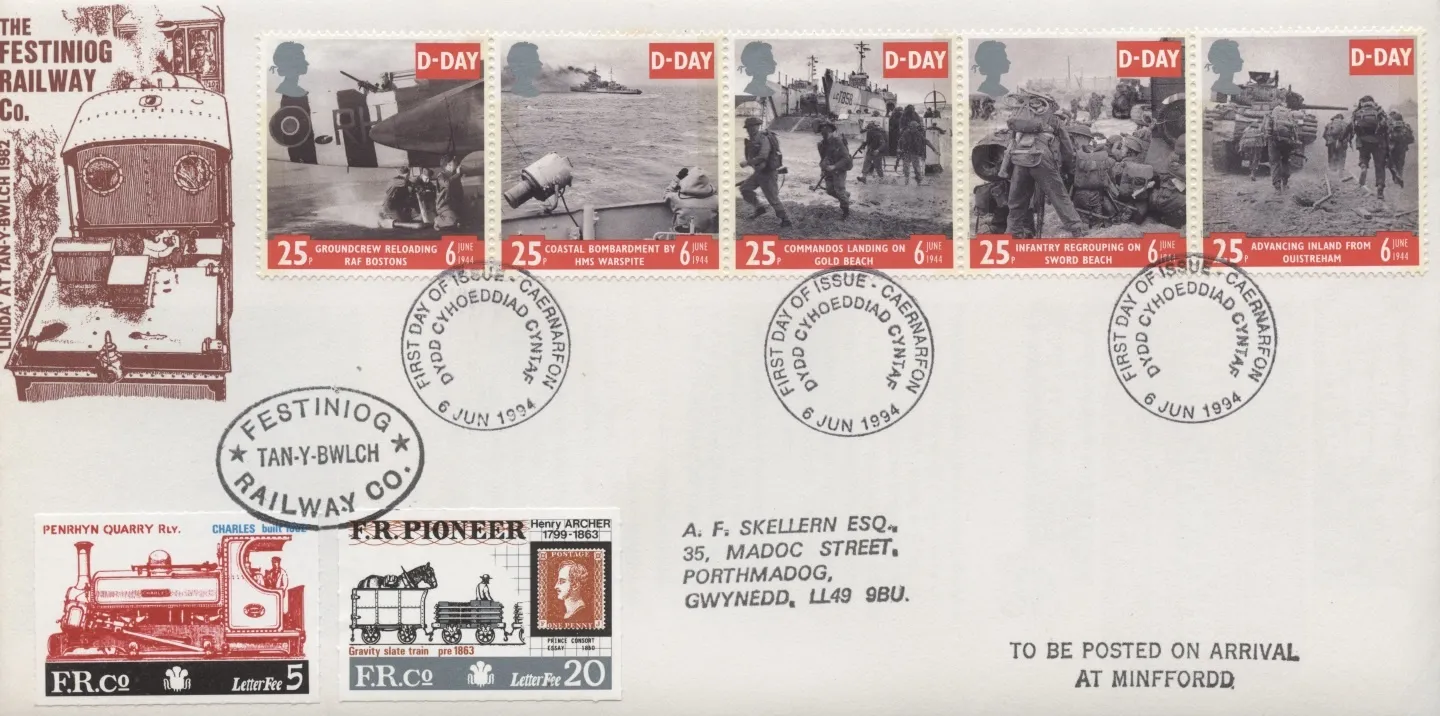 THE
FESTINIOG
RAILWAY
Co.
'LINDA' AT TAN-Y-BWLCH 1982
D-DAY
25P GROUNDCREW RELOADING
RAF BOSTONS
6 JUNE
1944
D-DAY
25P COASTAL BOMBARDMENT BY
HMS WARSPITE
6 JUNE
1944
D-DAY
7858
25P COMMANDOS LANDING ON
GOLD BEACH
6 JUNE
1944
D-DAY
25P INFANTRY REGROUPING ON
SWORD BEACH
6 JUNE
1944
D-DAY
25P ADVANCING INLAND FROM
OUISTREHAM
6 JUNE
1944
FIRST DAY OF ISSUE - CAERNARFON
DYDD CYHOEDDIAD CYNTAF
6 JUN 1994
FIRST DAY OF ISSUE - CAERNARFON
DYDD CYHOEDDIAD CYNTAF
6 JUN 1994
FIRST DAY OF ISSUE - CAERNARFON
DYDD CYHOEDDIAD CYNTAF
6 JUN 1994
FESTINIOG
TAN-Y-BWLCH
RAILWAY CO.
PENRHYN QUARRY RLY.
CHARLES built
F.R.Co
Letter Fee 5
F.R. PIONEER
Henry ARCHER
1799-1863
POSTAGE
ONE PENNY
PRINCE CONSORT
ESSAY 1850
Gravity slate train pre 1863
F.R.Co
Letter Fee 20
A. F. SKELLERN ESQ.
35, MADOC STREET.
PORTHMADOG,
GWYNEDD. LL49 9BU.
TO BE POSTED ON ARRIVAL
AT MINFFORDD